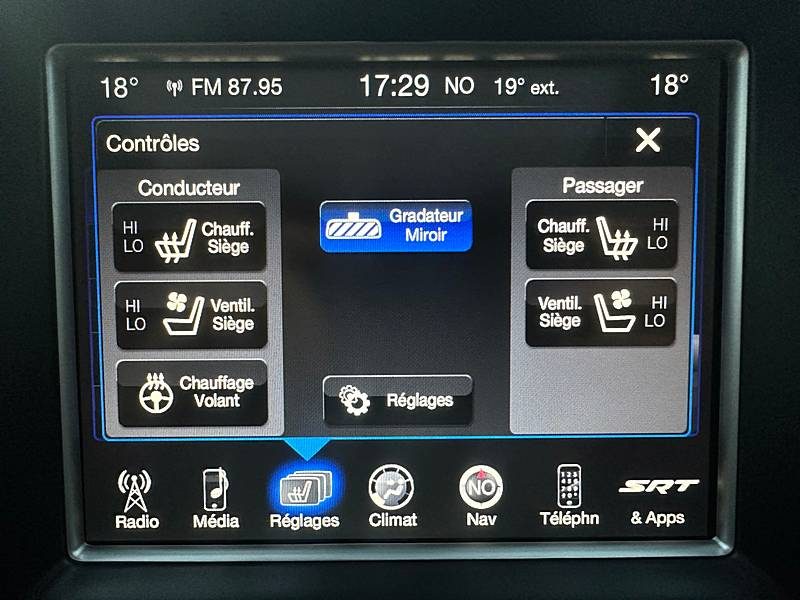 18° FM 87.95 17:29 NO 19° ext. 18°
Contrôles
Conducteur
HI
LO
Chauff.
Siège
HI
LO
Ventil.
Siège
Chauffage
Volant
Gradateur
Miroir
Réglages
Passager
Chauff.
Siège
HI
LO
Ventil.
Siège
HI
LO
Radio
Média
Réglages
Climat
NO
Nav
Téléphn
SRT
& Apps